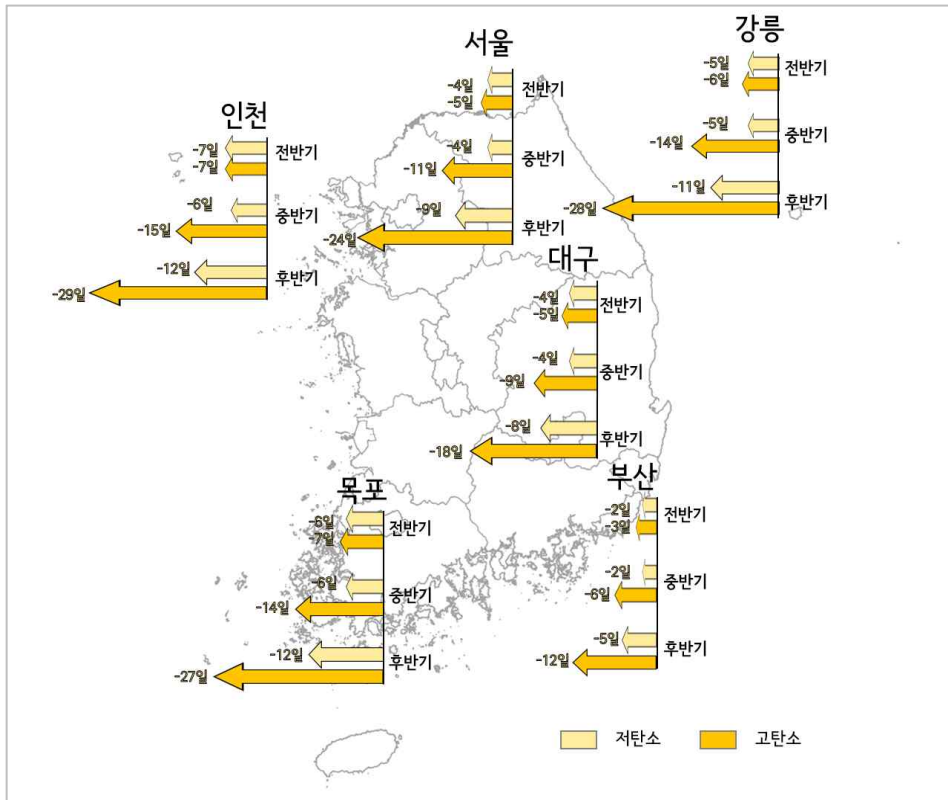 서울
-4일
-5일
전반기
-4일
-11일
중반기
-9일
-24일
후반기
강릉
-5일
-6일
전반기
-5일
-14일
중반기
-11일
-28일
후반기
인천
-7일
-7일
전반기
-6일
-15일
중반기
-12일
-29일
후반기
대구
-4일
-5일
전반기
-4일
-9일
중반기
-8일
-18일
후반기
목포
-6일
-7일
전반기
-6일
-14일
중반기
-12일
-27일
후반기
부산
-2일
-3일
전반기
-2일
-6일
중반기
-5일
-12일
후반기
저탄소
고탄소